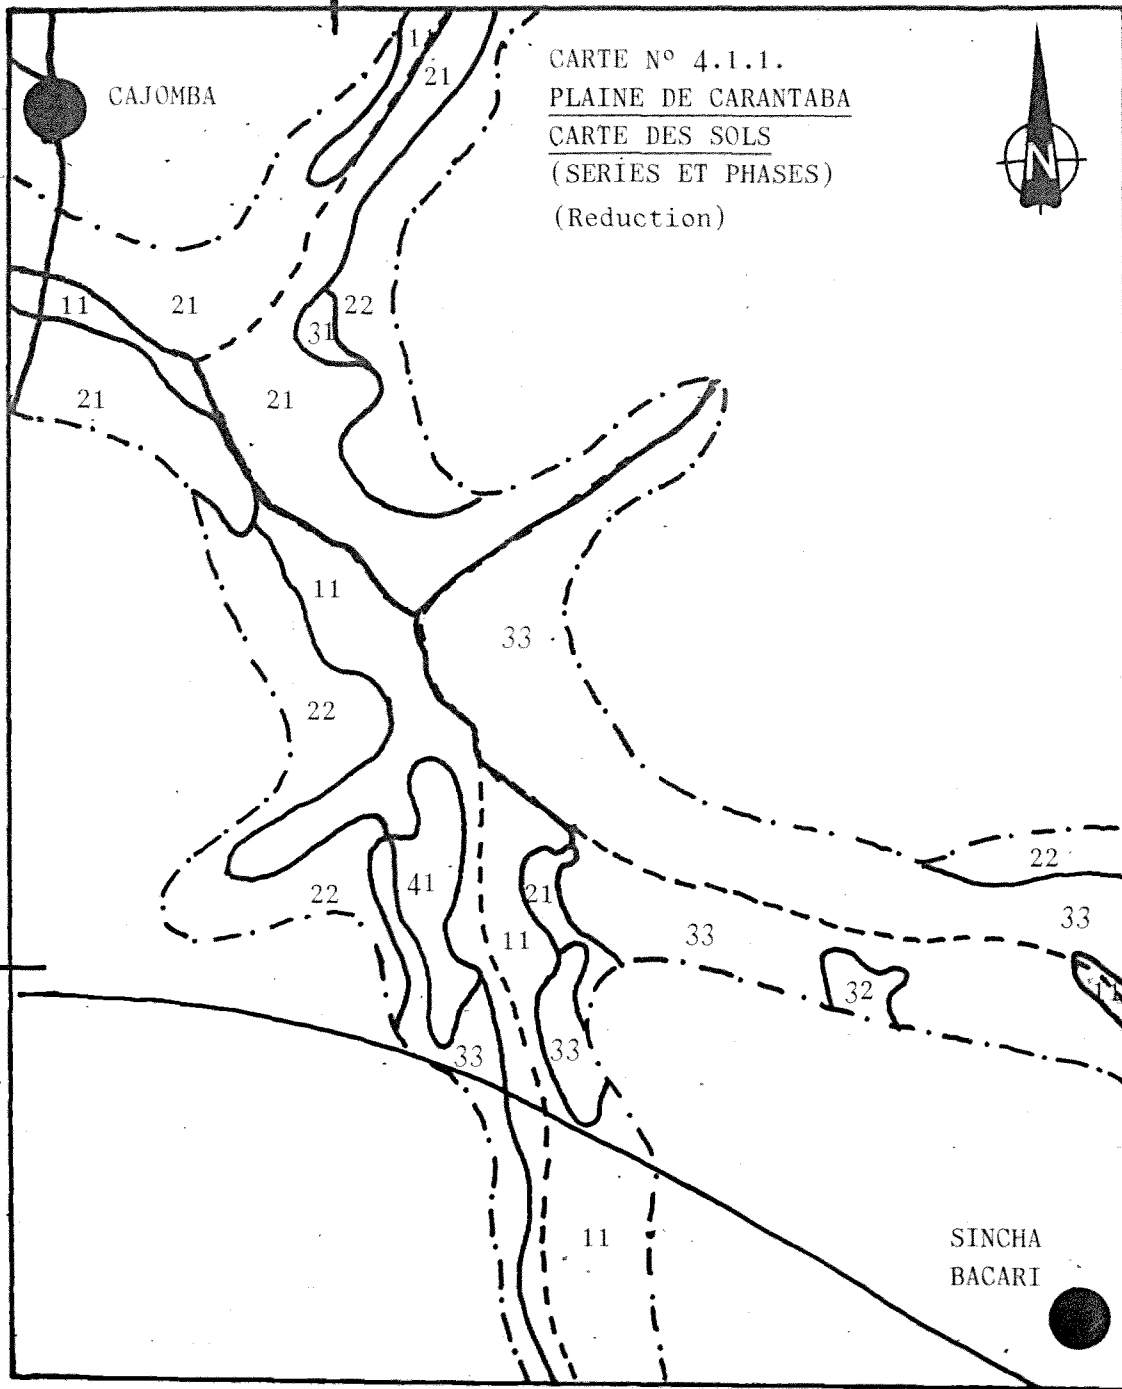 CARTE Nº 4.1.1.
PLAINE DE CARANTABA
CARTE DES SOLS
(SERIES ET PHASES)
(Reduction)
N
CAJOMBA
11
21
11
21
22
31
21
21
11
33
22
22
22
41
21
33
11
33
32
11
33
33
11
SINCHA
BACARI